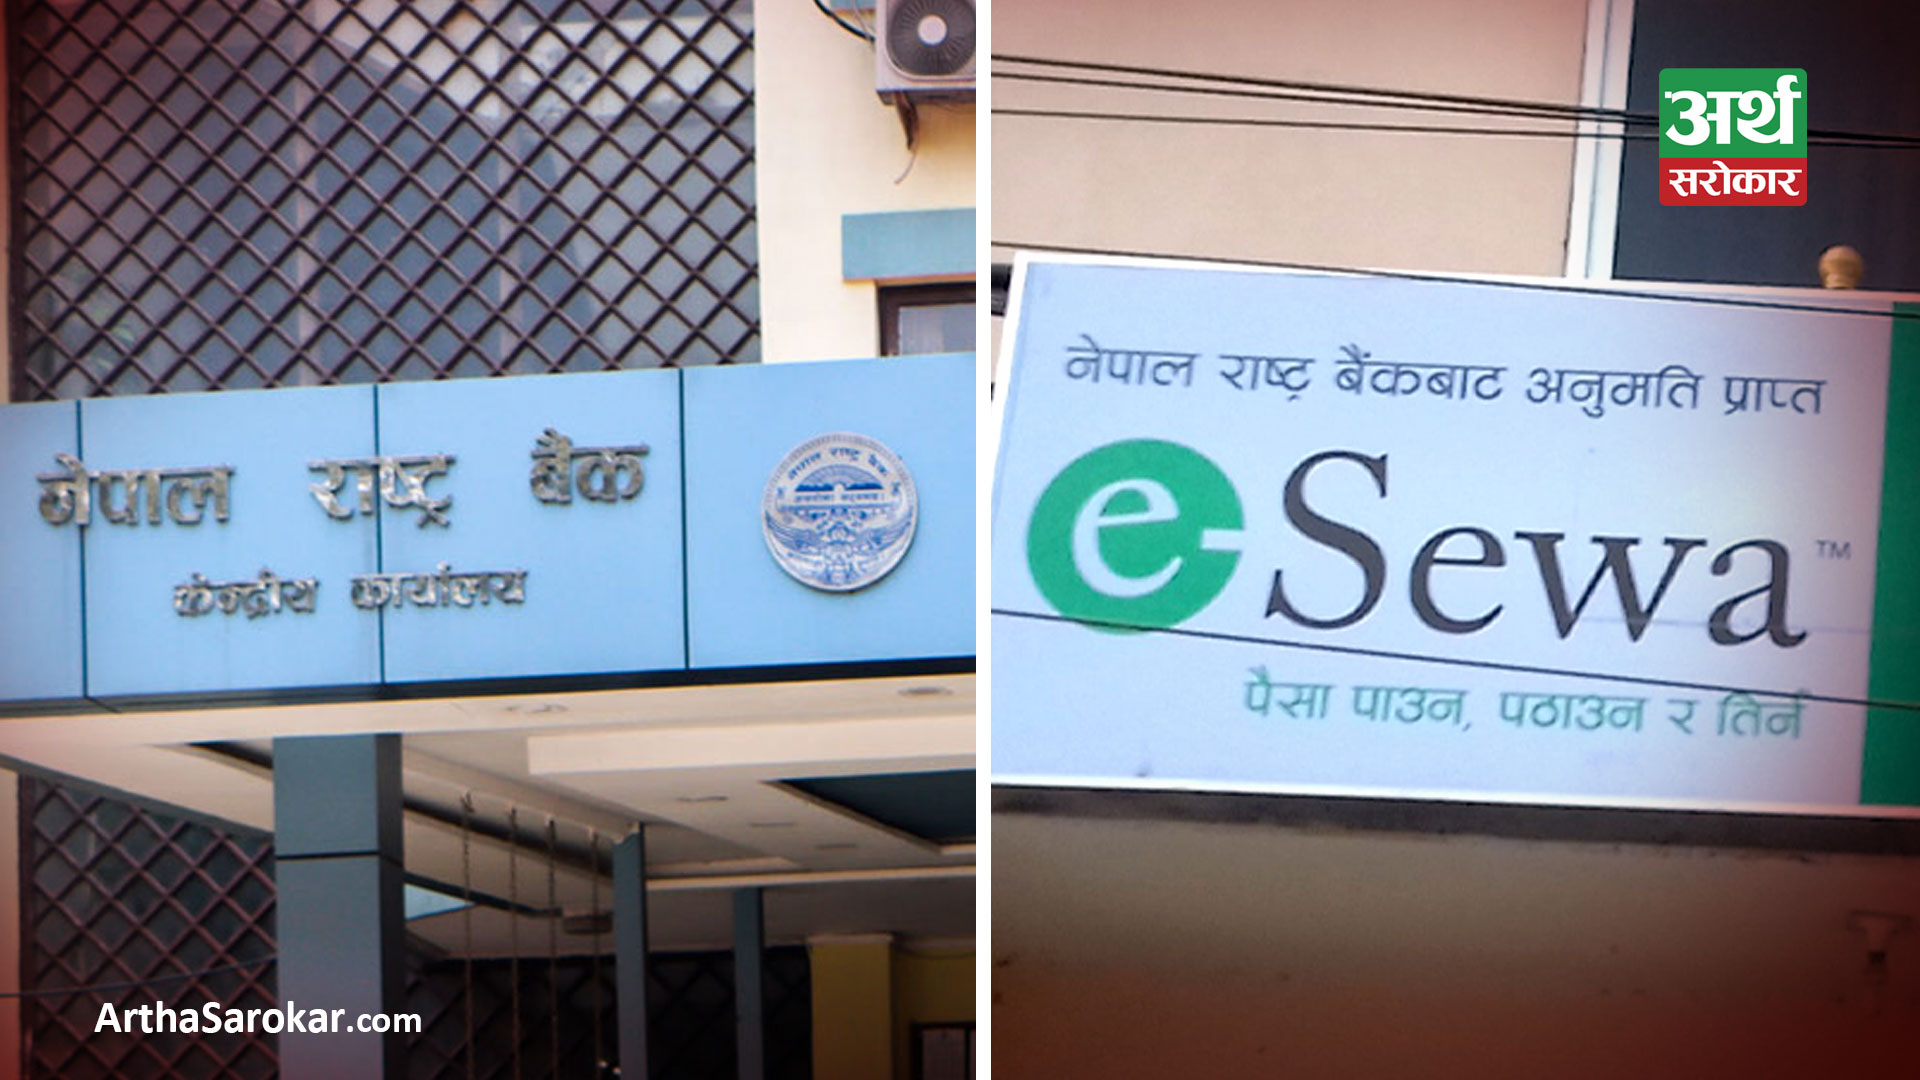 नेपाल राष्ट्र बैंक
केन्द्रीय कार्यालय
नेपाल राष्ट्र बैंक
ArthaSarokar.com
अर्थ
सरोकार
नेपाल राष्ट्र बैंकबाट अनुमति प्राप्त
eSewa™
पैसा पाउन, पठाउन र तिर्न